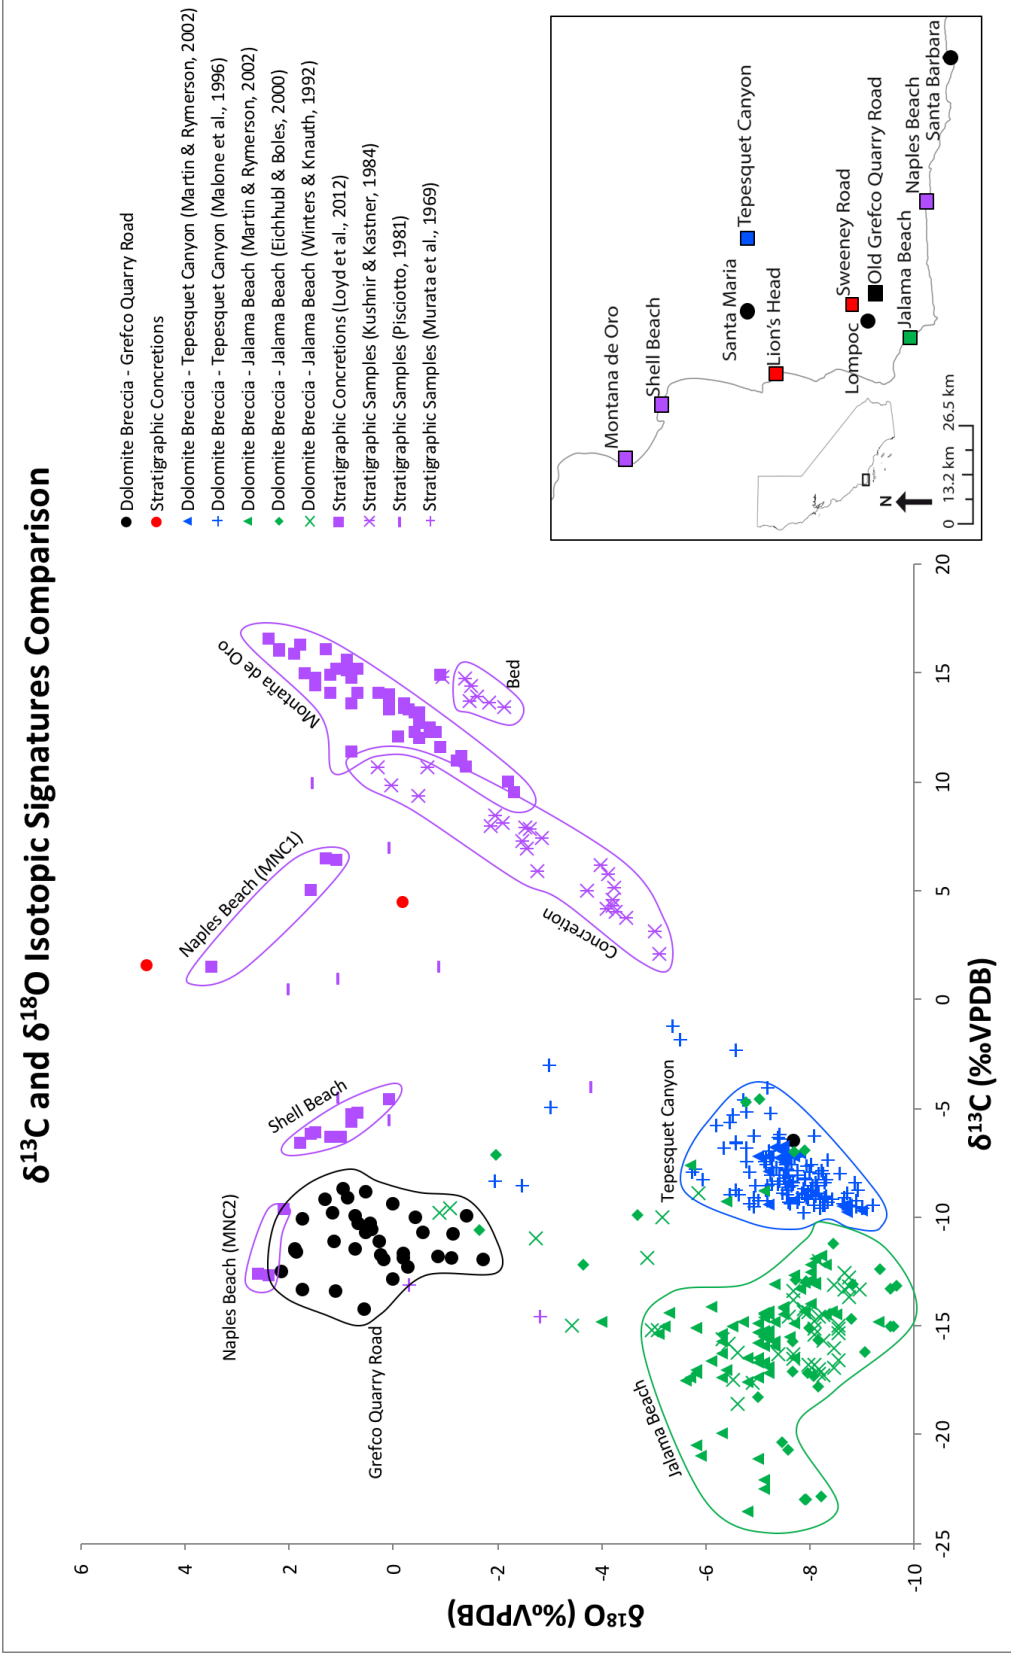 δ¹³C and δ¹⁸O Isotopic Signatures Comparison
Dolomite Breccia - Grefco Quarry Road
Stratigraphic Concretions
Dolomite Breccia - Tepesquet Canyon (Martin & Rymerson, 2002)
Dolomite Breccia - Tepesquet Canyon (Malone et al., 1996)
Dolomite Breccia - Jalama Beach (Martin & Rymerson, 2002)
Dolomite Breccia - Jalama Beach (Eichhubl & Boles, 2000)
Dolomite Breccia - Jalama Beach (Winters & Knauth, 1992)
Stratigraphic Concretions (Loyd et al., 2012)
Stratigraphic Samples (Kushnir & Kastner, 1984)
Stratigraphic Samples (Pisciotto, 1981)
Stratigraphic Samples (Murata et al., 1969)
6
4
2
0
-2
-4
-6
-8
-10
δ¹⁸O (‰VPDB)
-25
-20
-15
-10
-5
0
5
10
15
20
δ¹³C (‰VPDB)
Naples Beach (MNC2)
Grefco Quarry Road
Shell Beach
Naples Beach (MNC1)
Montaña de Oro
Bed
Concretion
Tepesquet Canyon
Jalama Beach
Montana de Oro
Shell Beach
Santa Maria
Tepesquet Canyon
Lion's Head
Sweeney Road
Lompoc
Old Grefco Quarry Road
Jalama Beach
Naples Beach
Santa Barbara
N
0 13.2 km 26.5 km